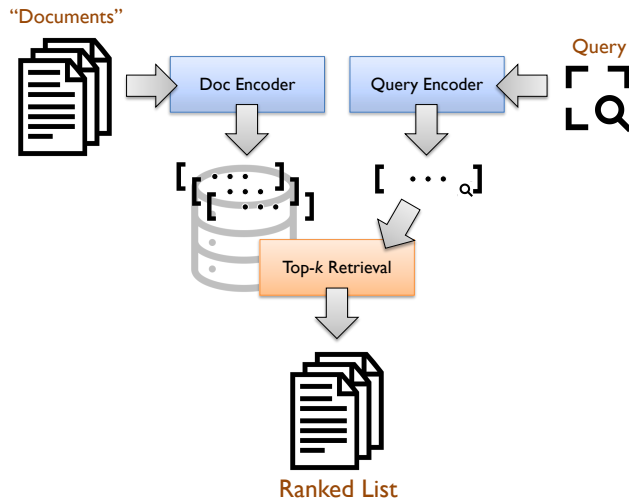 “Documents”
Query
Doc Encoder
Query Encoder
[ . . . ]
[ . . . ]
[ . . . ]
[ . . . ]
Top-k Retrieval
Ranked List